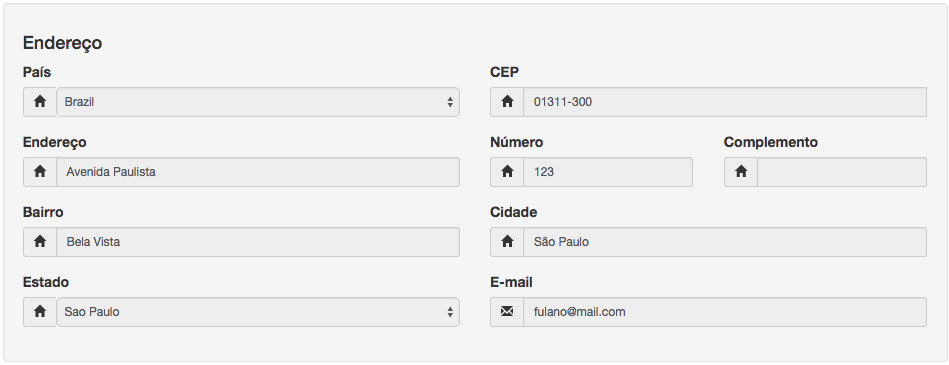 Endereço
País CEP
Brazil 01311-300
Endereço Número Complemento
Avenida Paulista 123
Bairro Cidade
Bela Vista São Paulo
Estado E-mail
Sao Paulo fulano@mail.com